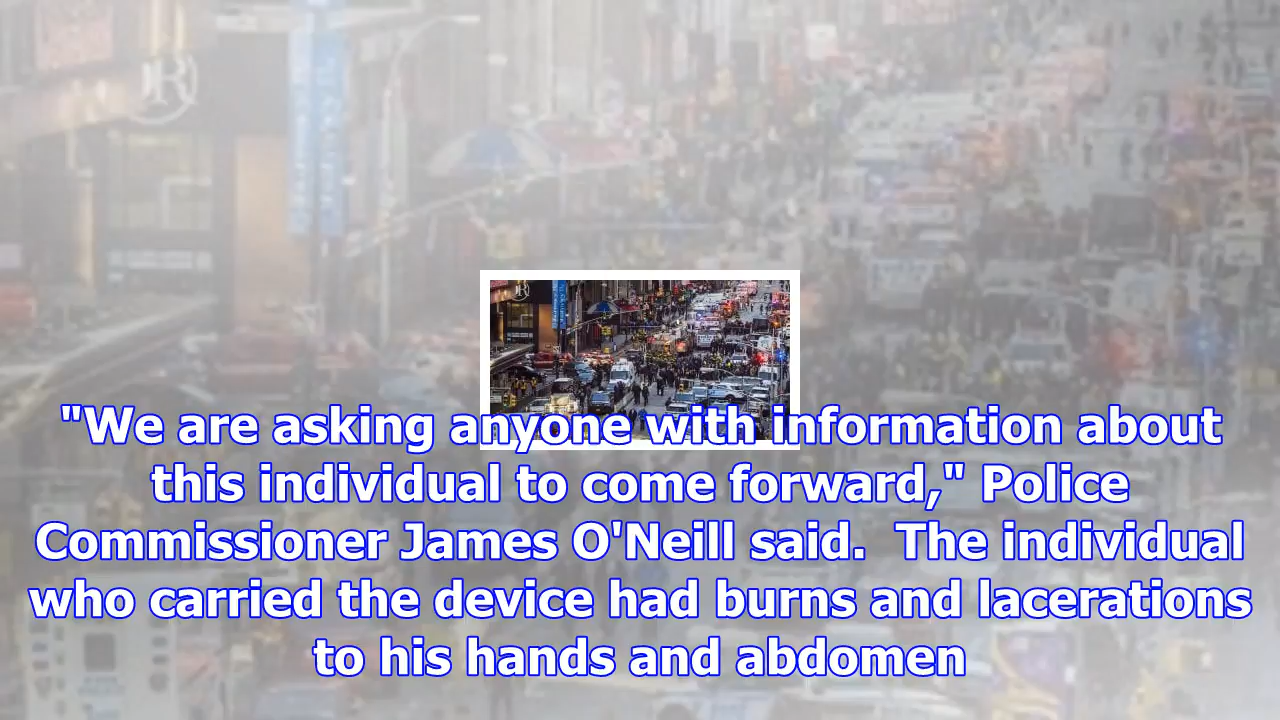 "We are asking anyone with information about
this individual to come forward," Police
Commissioner James O'Neill said.  The individual
who carried the device had burns and lacerations
to his hands and abdomen